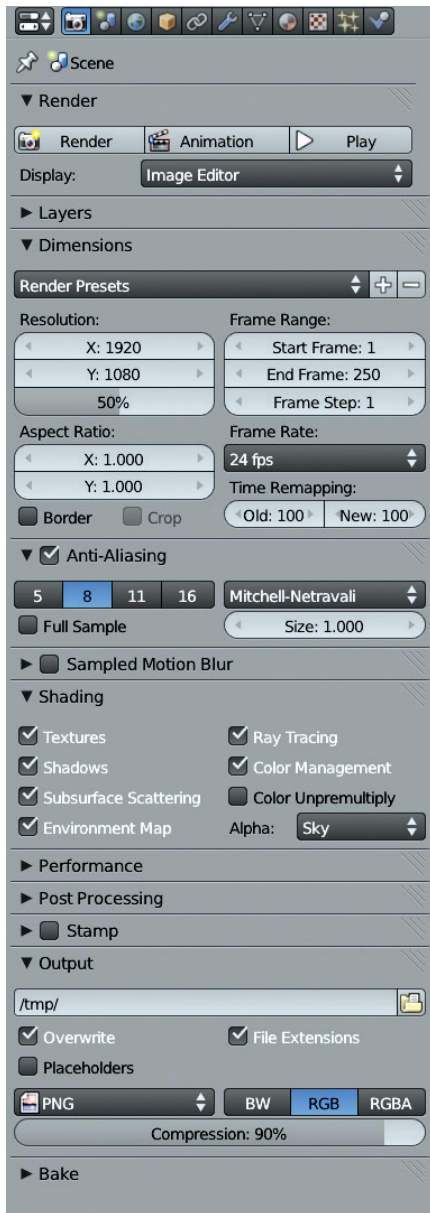 Scene
Render
Render Animation Play
Display: Image Editor
Layers
Dimensions
Render Presets
Resolution: Frame Range:
X: 1920 Start Frame: 1
Y: 1080 End Frame: 250
50% Frame Step: 1
Aspect Ratio: Frame Rate:
X: 1.000 24 fps
Y: 1.000 Time Remapping:
Border Crop Old: 100 New: 100
Anti-Aliasing
5 8 11 16 Mitchell-Netravali
Full Sample Size: 1.000
Sampled Motion Blur
Shading
Textures Ray Tracing
Shadows Color Management
Subsurface Scattering Color Unpremultiply
Environment Map Alpha: Sky
Performance
Post Processing
Stamp
Output
/tmp/
Overwrite File Extensions
Placeholders
PNG BW RGB RGBA
Compression: 90%
Bake